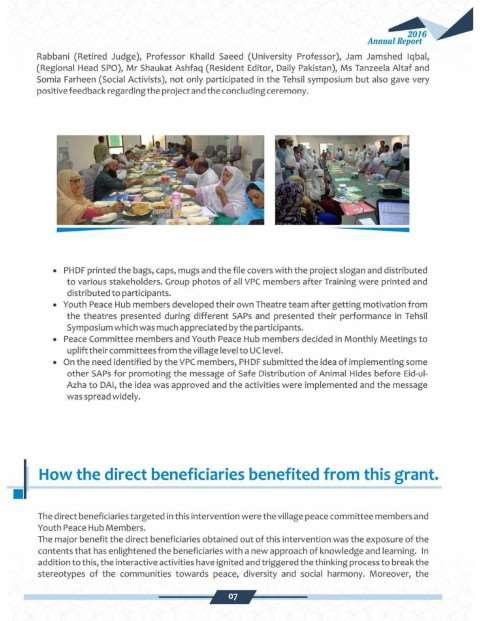 2016
Annual Report
Rabbani (Retired Judge), Professor Khalid Saeed (University Professor), Jam Jamshed Iqbal,
(Regional Head SPO), Mr Shaukat Ashfaq (Resident Editor, Daily Pakistan), Ms Tanzeela Altaf and
Somia Farheen (Social Activists), not only participated in the Tehsil symposium but also gave very
positive feedback regarding the project and the concluding ceremony.
• PHDF printed the bags, caps, mugs and the file covers with the project slogan and distributed
to various stakeholders. Group photos of all VPC members after Training were printed and
distributed to participants.
• Youth Peace Hub members developed their own Theatre team after getting motivation from
the theatres presented during different SAPs and presented their performance in Tehsil
Symposium which was much appreciated by the participants.
• Peace Committee members and Youth Peace Hub members decided in Monthly Meetings to
uplift their committees from the village level to UC level.
• On the need identified by the VPC members, PHDF submitted the idea of implementing some
other SAPs for promoting the message of Safe Distribution of Animal Hides before Eid-ul-
Azha to DAI, the idea was approved and the activities were implemented and the message
was spread widely.
How the direct beneficiaries benefited from this grant.
The direct beneficiaries targeted in this intervention were the village peace committee members and
Youth Peace Hub Members.
The major benefit the direct beneficiaries obtained out of this intervention was the exposure of the
contents that has enlightened the beneficiaries with a new approach of knowledge and learning. In
addition to this, the interactive activities have ignited and triggered the thinking process to break the
stereotypes of the communities towards peace, diversity and social harmony. Moreover, the
07